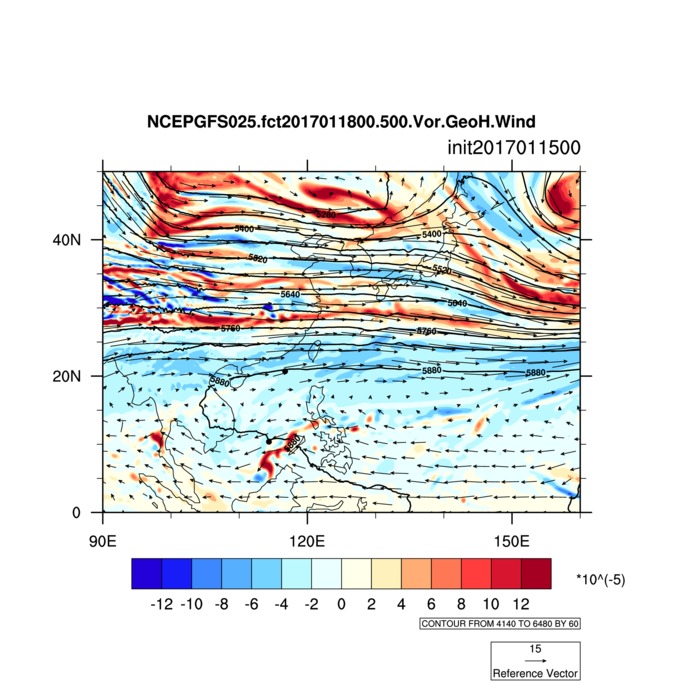 NCEPGFS025.fct2017011800.500.Vor.GeoH.Wind
init2017011500
5280
5400
5400
5520
5520
5640
5640
5760
5760
5880
5880
5880
5880
40N
20N
0
90E 120E 150E
-12 -10 -8 -6 -4 -2 0 2 4 6 8 10 12
*10^(-5)
CONTOUR FROM 4140 TO 6480 BY 60
15
Reference Vector